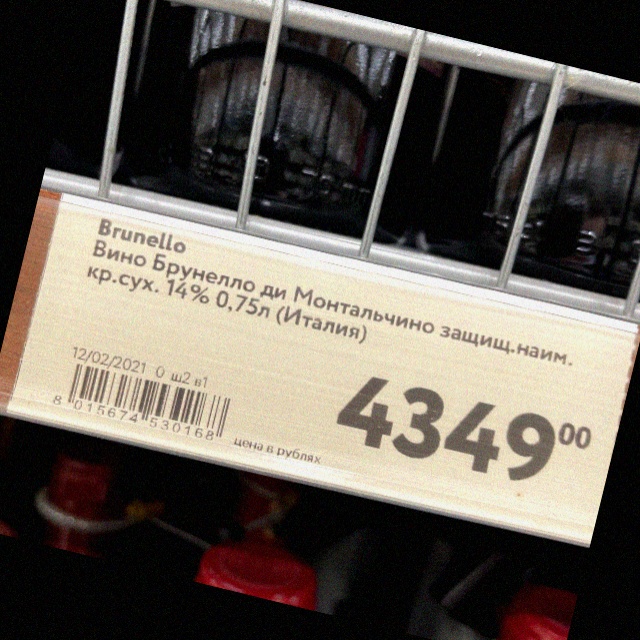 Brunello
Вино Брунелло ди Монтальчино защищ.наим.
кр.сух. 14% 0,75л (Италия)
12/02/2021 0 ш2 в1
8 015674 530168
цена в рублях
4349 00